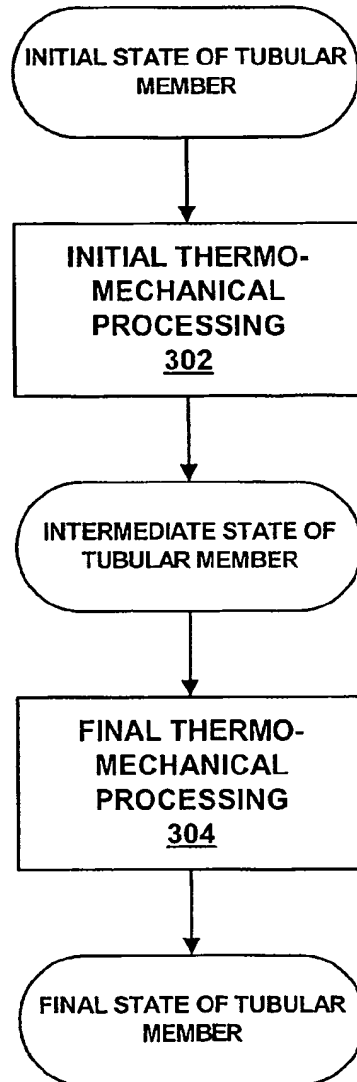 INITIAL STATE OF TUBULAR
MEMBER
INITIAL THERMO-
MECHANICAL
PROCESSING
302
INTERMEDIATE STATE OF
TUBULAR MEMBER
FINAL THERMO-
MECHANICAL
PROCESSING
304
FINAL STATE OF TUBULAR
MEMBER